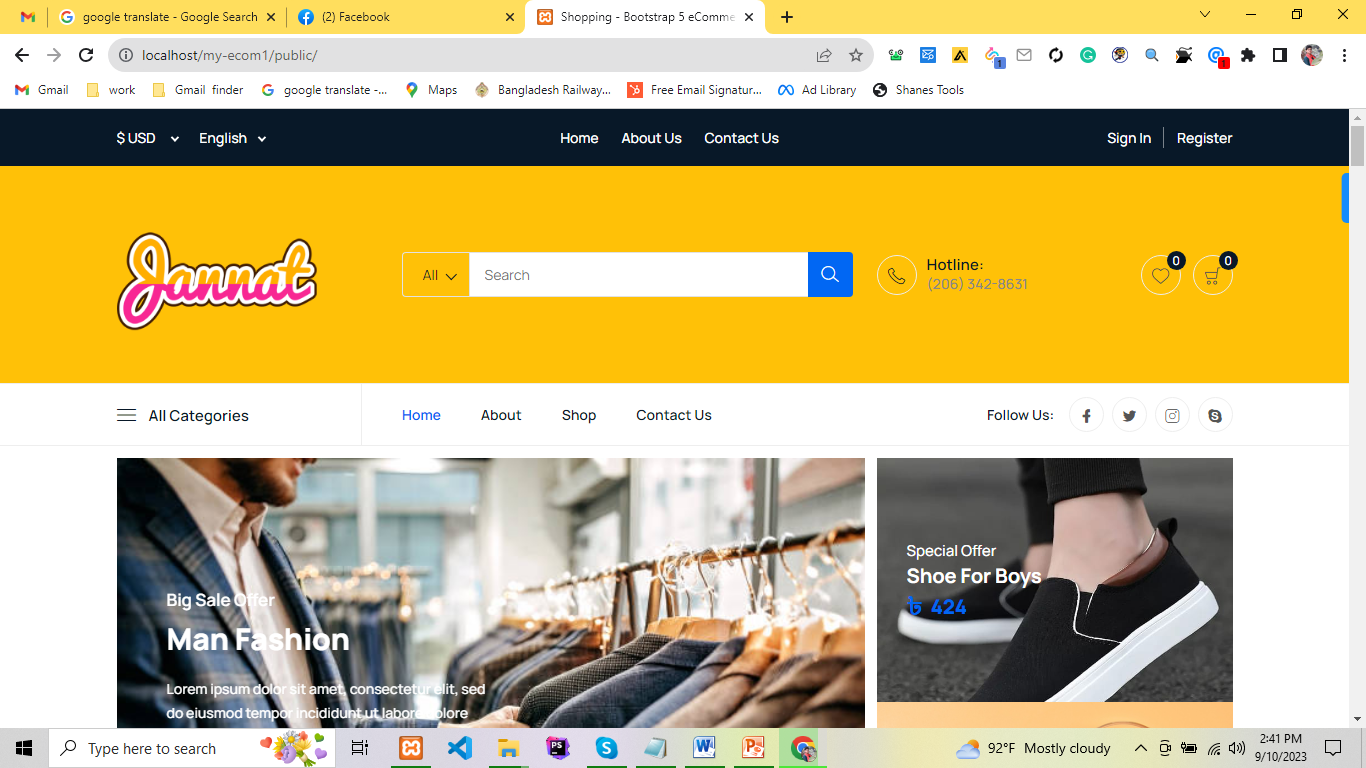 google translate - Google Search
(2) Facebook
Shopping - Bootstrap 5 eComme
localhost/my-ecom1/public/
1
1
Gmail
work
Gmail finder
google translate -...
Maps
Bangladesh Railway...
Free Email Signatur...
Ad Library
Shanes Tools
$ USD
English
Home
About Us
Contact Us
Sign In
Register
Jannat
All
Search
Hotline:
(206) 342-8631
0
0
All Categories
Home
About
Shop
Contact Us
Follow Us:
Big Sale Offer
Man Fashion
Lorem ipsum dolor sit amet, consectetur elit, sed
do eiusmod tempor incididunt ut labore dolore
Special Offer
Shoe For Boys
৳ 424
Type here to search
92°F Mostly cloudy
2:41 PM
9/10/2023